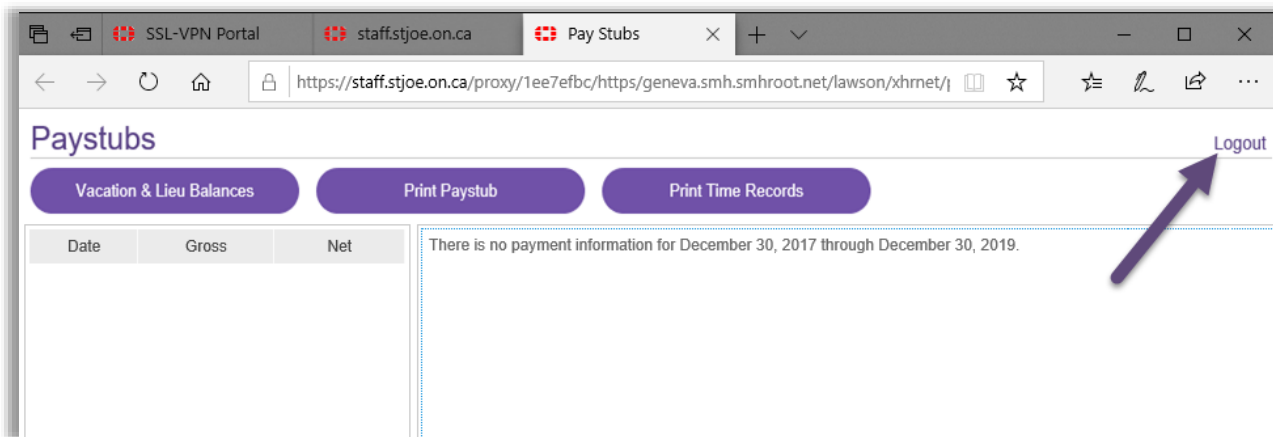 SSL-VPN Portal staff.stjoe.on.ca Pay Stubs
https://staff.stjoe.on.ca/proxy/1ee7efbc/https/geneva.smh.smhroot.net/lawson/xhrnet/
Paystubs
Logout
Vacation & Lieu Balances Print Paystub Print Time Records
Date Gross Net There is no payment information for December 30, 2017 through December 30, 2019.